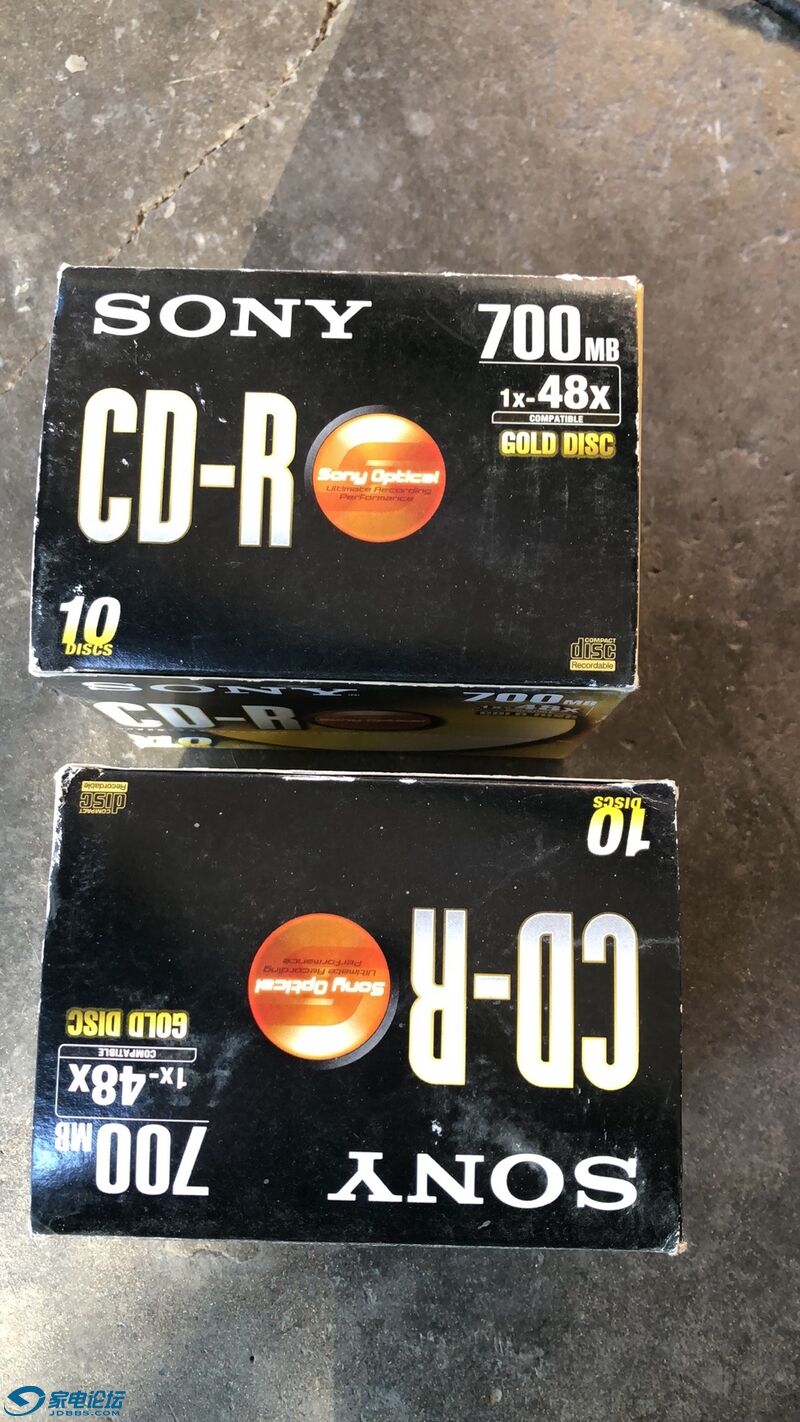 SONY
700MB
1x-48x
COMPATIBLE
GOLD DISC
CD-R
Sony Optical
Ultimate Recording
Performance
10
DISCS
COMPACT
disc
Recordable
SONY
700MB
1x-48x
CD-R
Sony Optical
10
DISCS
COMPACT
disc
Recordable
CD-R
Sony Optical
Ultimate Recording
Performance
GOLD DISC
COMPATIBLE
1x-48x
700MB
SONY
家电论坛
JDBBS.COM